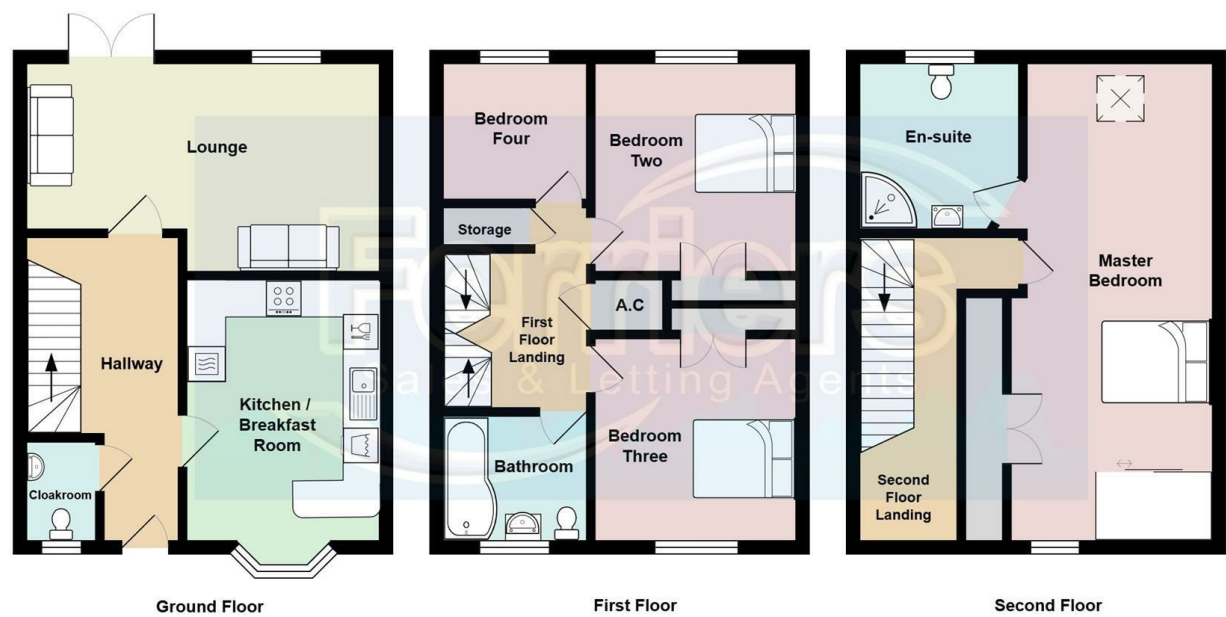 Lounge
Hallway
Kitchen /
Breakfast
Room
Cloakroom
Ground Floor
Bedroom
Four
Bedroom
Two
Storage
A.C
First
Floor
Landing
Bathroom
Bedroom
Three
First Floor
En-suite
Master
Bedroom
Second
Floor
Landing
Second Floor
Ferriers
Sales & Letting Agents